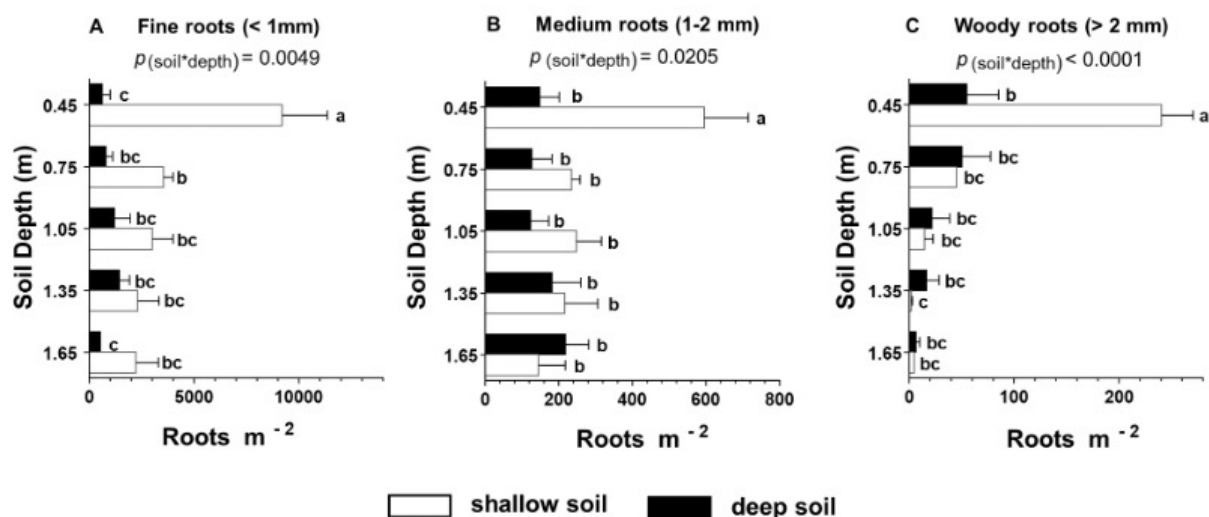 A Fine roots (< 1mm)
p (soil*depth) = 0.0049
Soil Depth (m)
0.45
0.75
1.05
1.35
1.65
c
a
bc
b
bc
bc
bc
bc
c
bc
0
5000
10000
Roots m -2
B Medium roots (1-2 mm)
p (soil*depth) = 0.0205
Soil Depth (m)
0.45
0.75
1.05
1.35
1.65
b
a
b
b
b
b
b
b
b
b
0
200
400
600
800
Roots m -2
C Woody roots (> 2 mm)
p (soil*depth) < 0.0001
Soil Depth (m)
0.45
0.75
1.05
1.35
1.65
b
a
bc
bc
bc
bc
bc
c
bc
bc
0
100
200
Roots m -2
shallow soil
deep soil